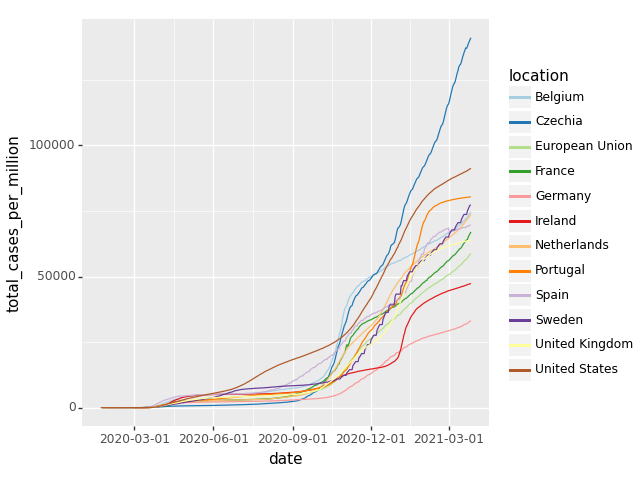 total_cases_per_million
100000
50000
0
2020-03-01 2020-06-01 2020-09-01 2020-12-01 2021-03-01
date
location
Belgium
Czechia
European Union
France
Germany
Ireland
Netherlands
Portugal
Spain
Sweden
United Kingdom
United States